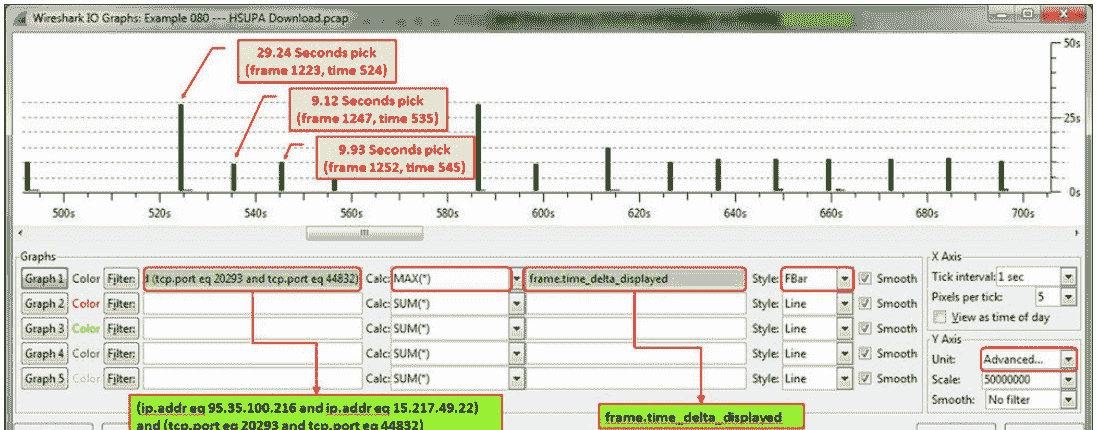 Wireshark IO Graphs: Example 080 --- HSUPA Download.pcap
29.24 Seconds pick
(frame 1223, time 524)
9.12 Seconds pick
(frame 1247, time 535)
9.93 Seconds pick
(frame 1252, time 545)
50s
25s
0s
500s 520s 540s 560s 580s 600s 620s 640s 660s 680s 700s
Graphs
Graph 1 Color Filter: (tcp.port eq 20293 and tcp.port eq 44832) Calc: MAX(*) frame.time_delta_displayed Style: FBar Smooth
Graph 2 Color Filter: Calc: SUM(*) Style: Line Smooth
Graph 3 Color Filter: Calc: SUM(*) Style: Line Smooth
Graph 4 Color Filter: Calc: SUM(*) Style: Line Smooth
Graph 5 Color Filter: Calc: SUM(*) Style: Line Smooth
X Axis
Tick interval: 1 sec
Pixels per tick: 5
View as time of day
Y Axis
Unit: Advanced...
Scale: 50000000
Smooth: No filter
(ip.addr eq 95.35.100.216 and ip.addr eq 15.217.49.22)
and (tcp.port eq 20293 and tcp.port eq 44832)
frame.time_delta_displayed